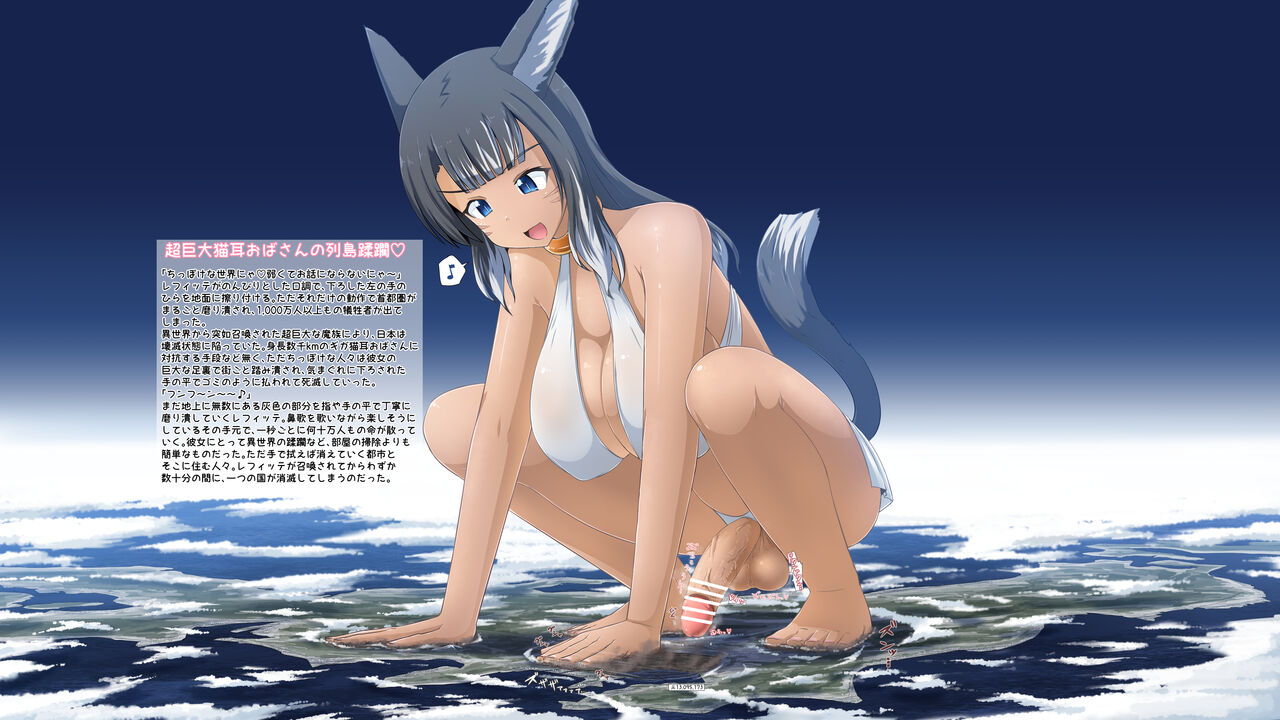 超巨大猫耳おばさんの列島蹂躙♡
「ちっぽけな世界にゃ♡弱くてお話にならないにゃ～」
レフィッテがのんびりとした口調で、下ろした左の手の
ひらを地面に擦り付ける。ただそれだけの動作で首都圏が
まるごと磨り潰され、1,000万人以上もの犠牲者が出て
しまった。
異世界から突如召喚された超巨大な魔族により、日本は
壊滅状態に陥っていた。身長数千kmのギガ猫耳おばさんに
対抗する手段など無く、ただちっぽけな人々は彼女の
巨大な足裏で街ごと踏み潰され、気まぐれに下ろされた
手の平でゴミのように払われて死滅していった。
「フンフ～ン～～♪」
まだ地上に無数にある灰色の部分を指や手の平で丁寧に
磨り潰していくレフィッテ。鼻歌を歌いながら楽しそうに
しているその手元で、一秒ごとに何十万人もの命が散って
いく。彼女にとって異世界の蹂躙など、部屋の掃除よりも
簡単なものだった。ただ手で拭えば消えていく都市と
そこに住む人々。レフィッテが召喚されてからわずか
数十分の間に、一つの国が消滅してしまうのだった。
♪
ズズズ…
13,095,173